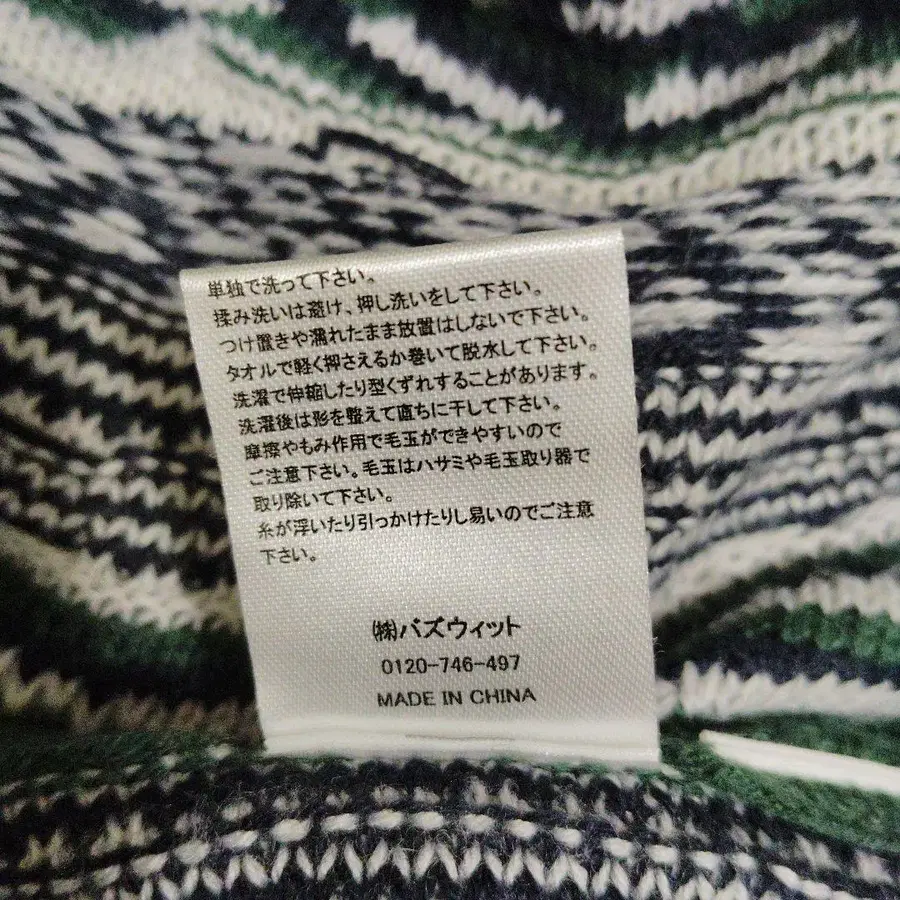 単独で洗って下さい。
揉み洗いは避け、押し洗いをして下さい。
つけ置きや濡れたまま放置はしないで下さい。
タオルで軽く押さえるか巻いて脱水して下さい。
洗濯で伸縮したり型くずれすることがあります。
洗濯後は形を整えて直ちに干して下さい。
摩擦やもみ作用で毛玉ができやすいので
ご注意下さい。毛玉はハサミや毛玉取り器で
取り除いて下さい。
糸が浮いたり引っかけたりし易いのでご注意
下さい。
㈱バズウィット
0120-746-497
MADE IN CHINA